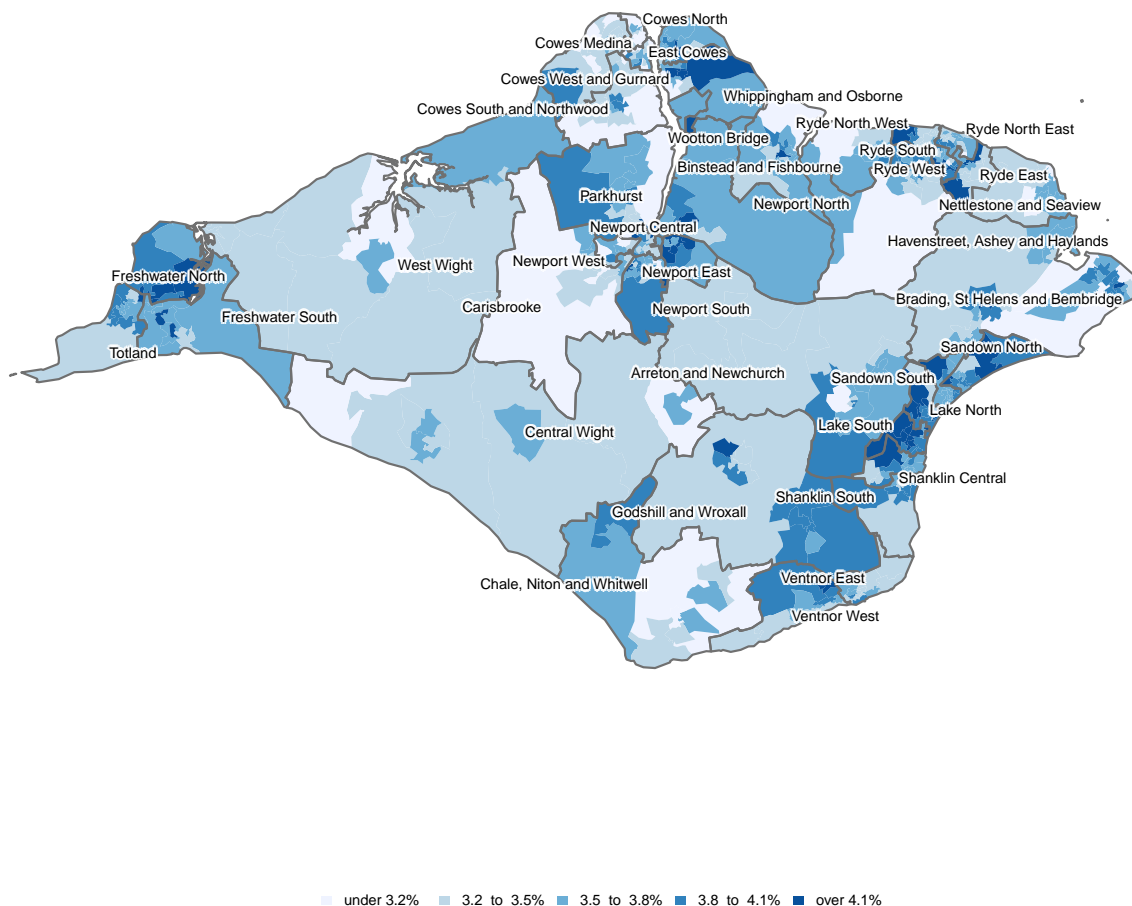 Cowes North
Cowes Medina
East Cowes
Cowes West and Gurnard
Whippingham and Osborne
Cowes South and Northwood
Ryde North West
Ryde North East
Wootton Bridge
Ryde South
Binstead and Fishbourne
Ryde West
Ryde East
Parkhurst
Newport North
Nettlestone and Seaview
Newport Central
Havenstreet, Ashey and Haylands
Newport West
West Wight
Newport East
Freshwater North
Brading, St Helens and Bembridge
Carisbrooke
Newport South
Freshwater South
Sandown North
Totland
Arreton and Newchurch
Sandown South
Lake North
Lake South
Central Wight
Shanklin Central
Shanklin South
Godshill and Wroxall
Ventnor East
Chale, Niton and Whitwell
Ventnor West
under 3.2% 3.2 to 3.5% 3.5 to 3.8% 3.8 to 4.1% over 4.1%